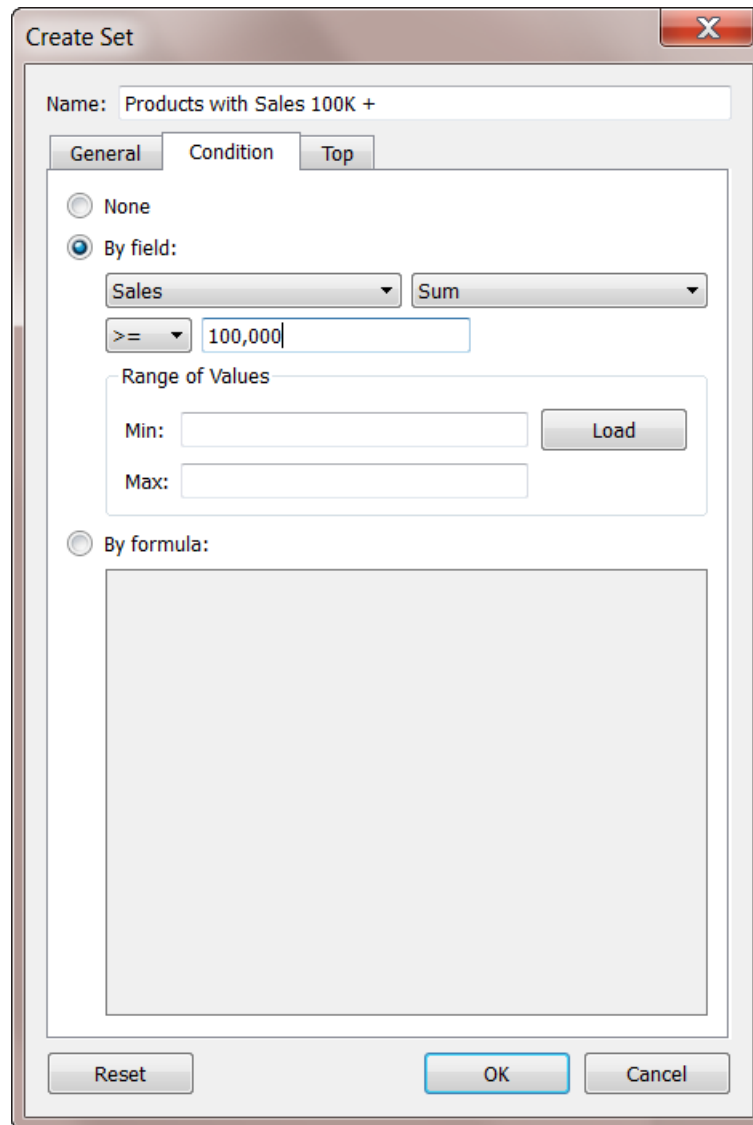 Create Set
Name: Products with Sales 100K +
General Condition Top
None
By field:
Sales Sum
>= 100,000
Range of Values
Min: Load
Max:
By formula:
Reset OK Cancel